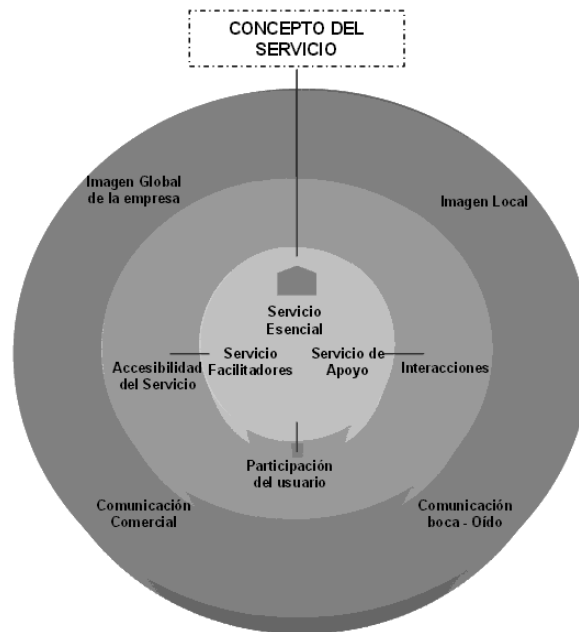 CONCEPTO DEL
SERVICIO
Imagen Global
de la empresa
Imagen Local
Servicio
Esencial
Servicio
Facilitadores
Servicio de
Apoyo
Accesibilidad
del Servicio
Interacciones
Participación
del usuario
Comunicación
Comercial
Comunicación
boca - Oído